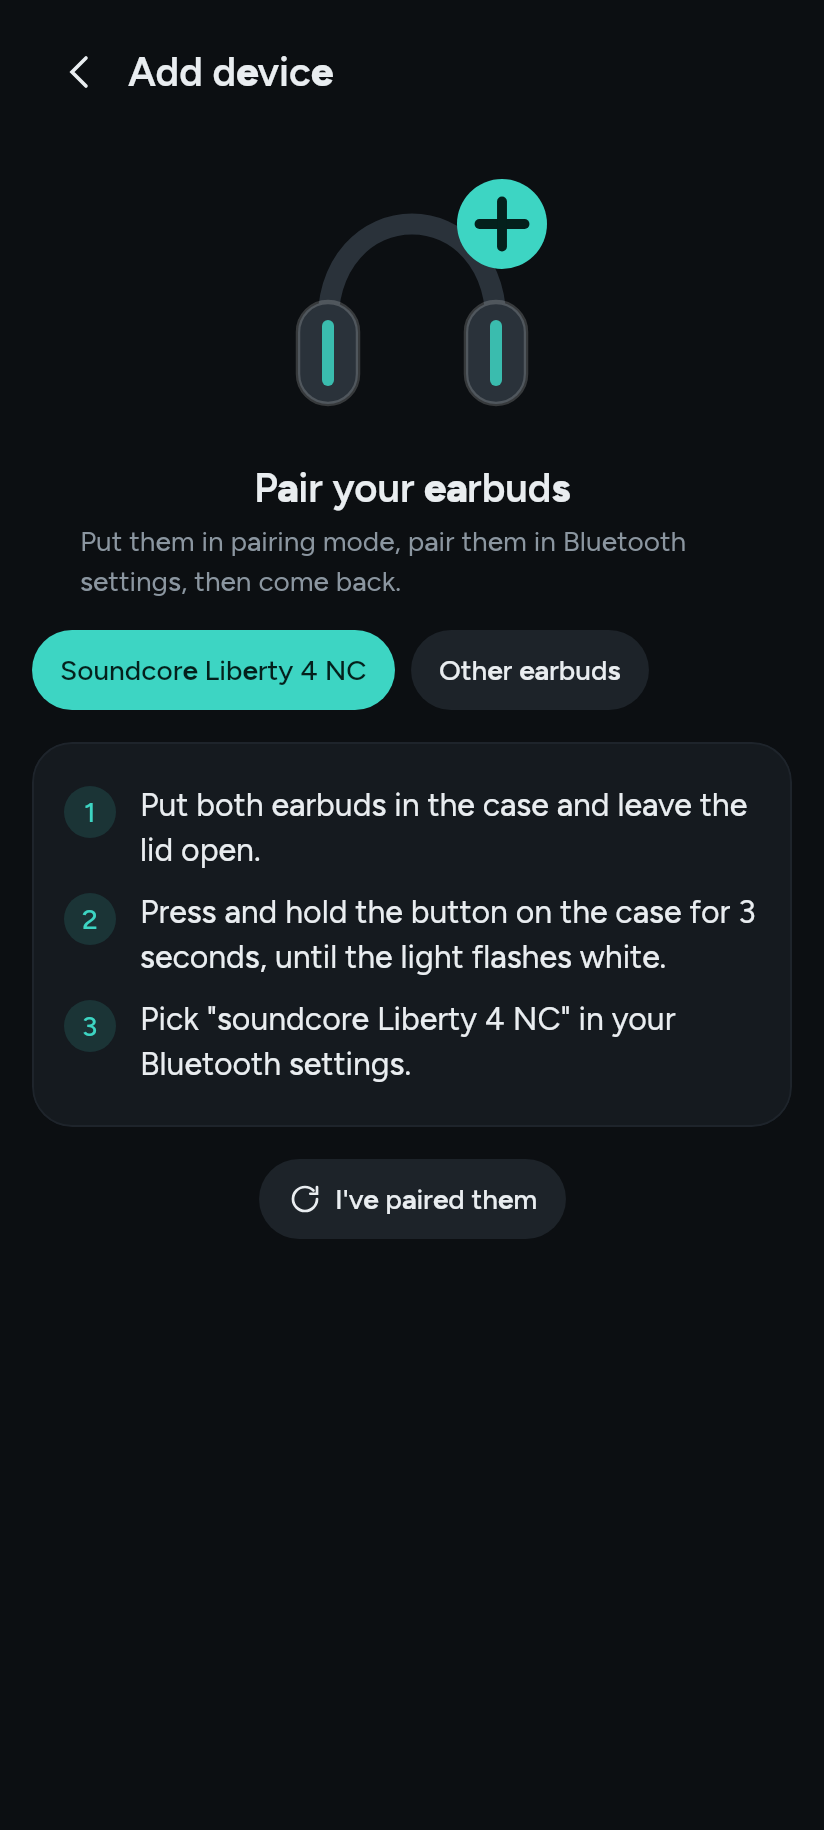 Add device
Pair your earbuds
Put them in pairing mode, pair them in Bluetooth
settings, then come back.
Soundcore Liberty 4 NC
Other earbuds
1
Put both earbuds in the case and leave the
lid open.
2
Press and hold the button on the case for 3
seconds, until the light flashes white.
3
Pick "soundcore Liberty 4 NC" in your
Bluetooth settings.
I've paired them